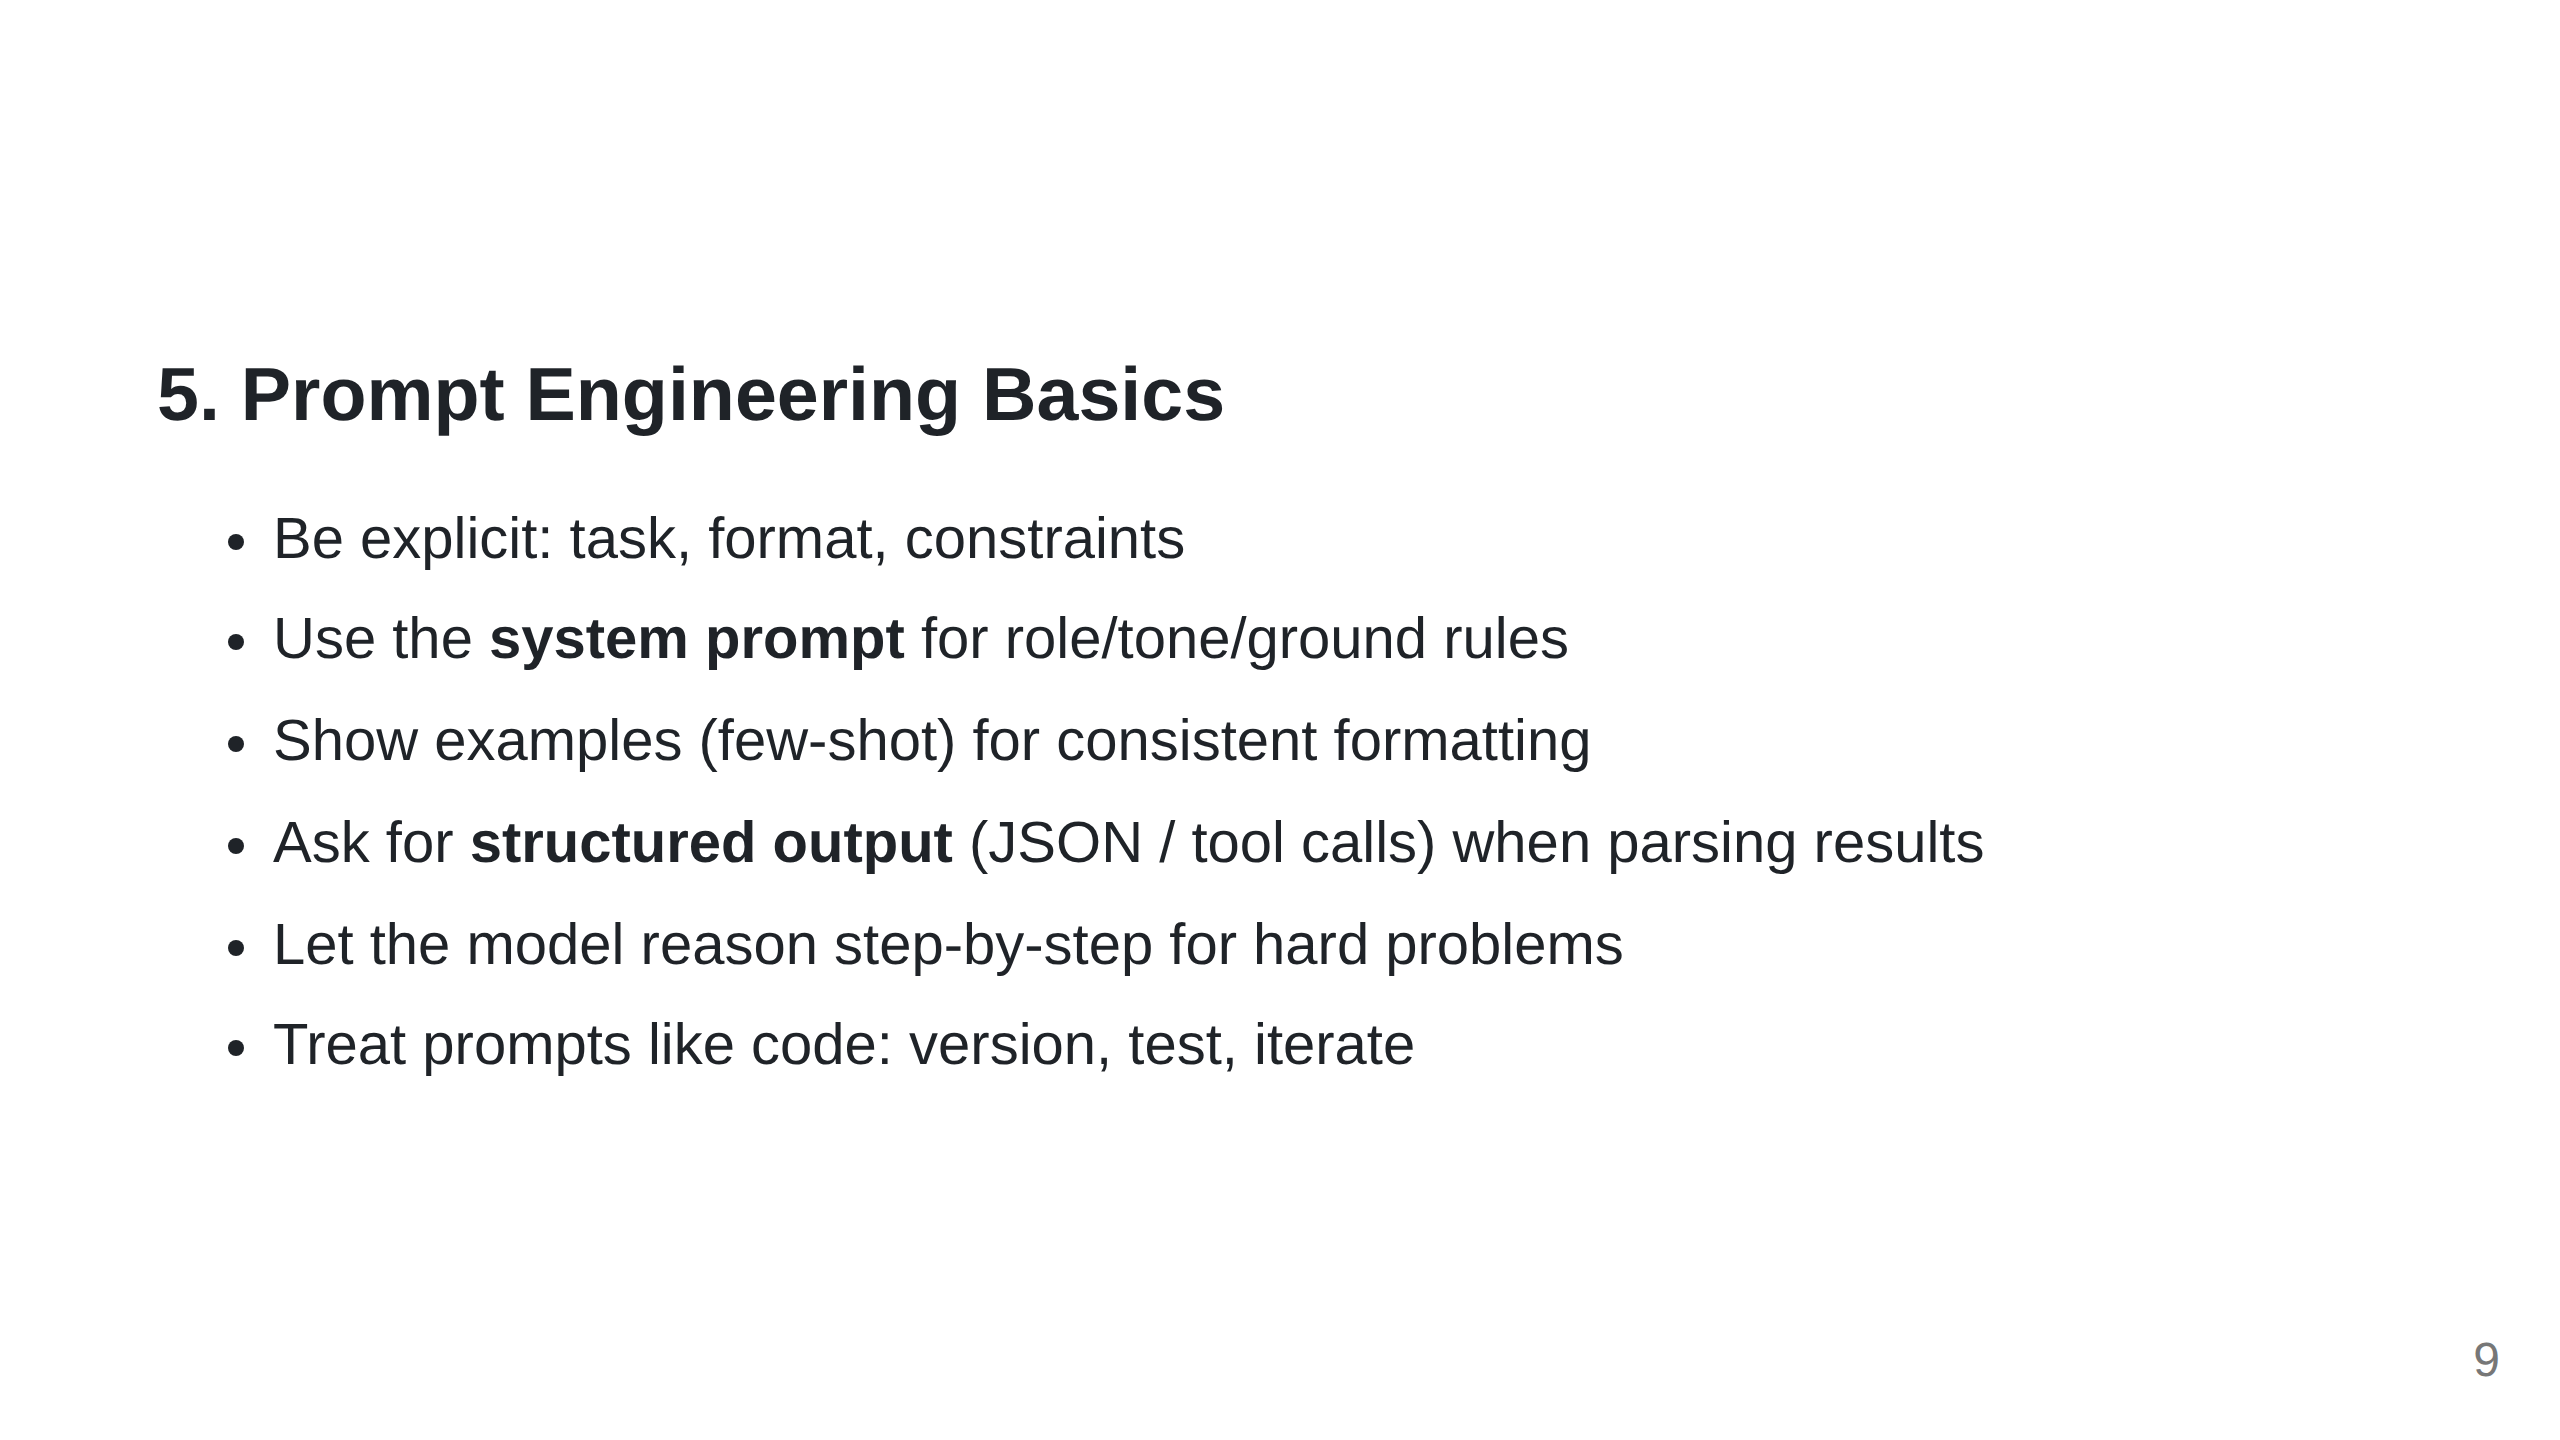 5. Prompt Engineering Basics
• Be explicit: task, format, constraints
• Use the system prompt for role/tone/ground rules
• Show examples (few-shot) for consistent formatting
• Ask for structured output (JSON / tool calls) when parsing results
• Let the model reason step-by-step for hard problems
• Treat prompts like code: version, test, iterate
9